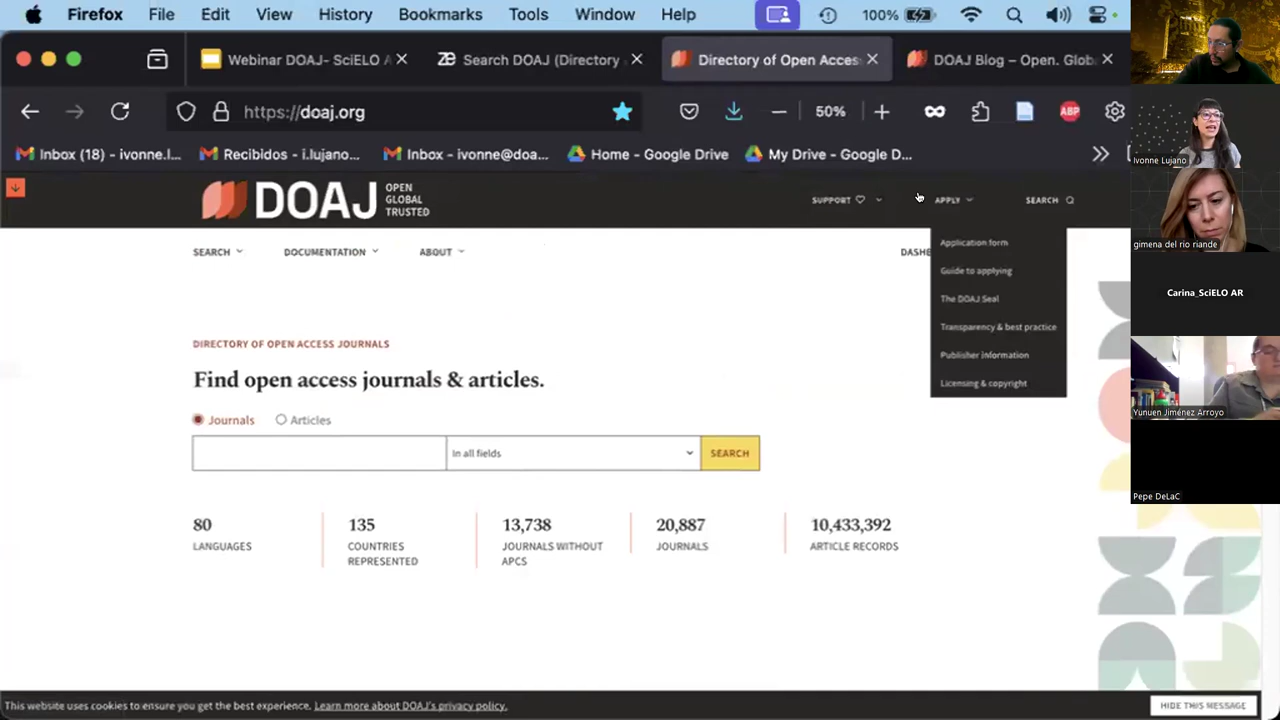 Firefox File Edit View History Bookmarks Tools Window Help 100%
Webinar DOAJ- SciELO A
Search DOAJ (Directory
Directory of Open Acces
DOAJ Blog – Open. Glob
https://doaj.org
50%
ABP
Inbox (18) - ivonne.l...
Recibidos - i.lujano...
Inbox - ivonne@doa...
Home - Google Drive
My Drive - Google D...
DOAJ
OPEN
GLOBAL
TRUSTED
SUPPORT
APPLY
SEARCH
SEARCH
DOCUMENTATION
ABOUT
DASHB
Application form
Guide to applying
The DOAJ Seal
Transparency & best practice
Publisher information
Licensing & copyright
DIRECTORY OF OPEN ACCESS JOURNALS
Find open access journals & articles.
Journals
Articles
In all fields
SEARCH
80
LANGUAGES
135
COUNTRIES
REPRESENTED
13,738
JOURNALS WITHOUT
APCS
20,887
JOURNALS
10,433,392
ARTICLE RECORDS
This website uses cookies to ensure you get the best experience. Learn more about DOAJ's privacy policy.
HIDE THIS MESSAGE
Ivonne Lujano
gimena del rio riande
Carina_SciELO AR
Yunuen Jiménez Arroyo
Pepe DeLaC